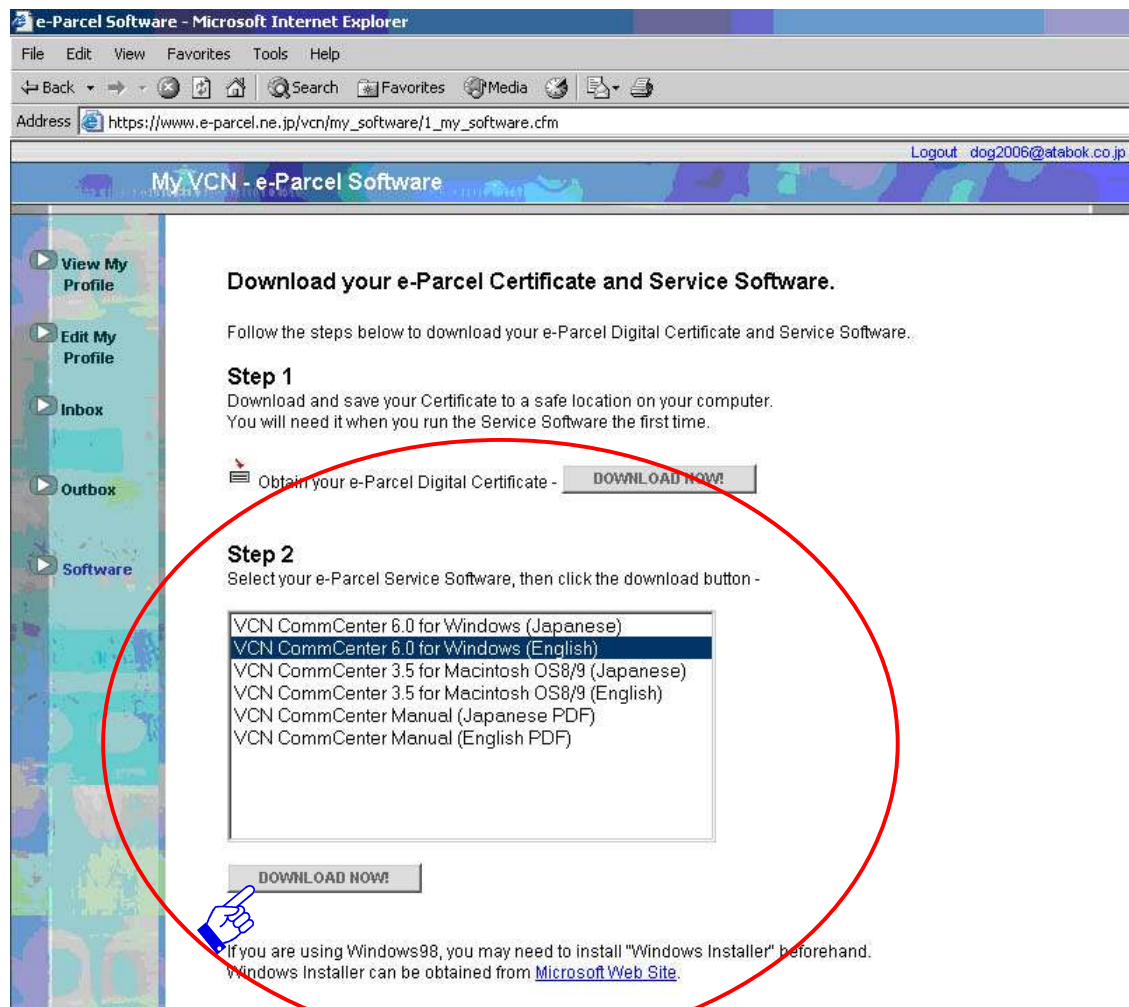 e-Parcel Software - Microsoft Internet Explorer
File Edit View Favorites Tools Help
Back Search Favorites Media
Address https://www.e-parcel.ne.jp/vcn/my_software/1_my_software.cfm
Logout dog2006@atabok.co.jp
My VCN - e-Parcel Software
View My
Profile
Edit My
Profile
Inbox
Outbox
Software
Download your e-Parcel Certificate and Service Software.
Follow the steps below to download your e-Parcel Digital Certificate and Service Software.
Step 1
Download and save your Certificate to a safe location on your computer.
You will need it when you run the Service Software the first time.
Obtain your e-Parcel Digital Certificate - DOWNLOAD NOW!
Step 2
Select your e-Parcel Service Software, then click the download button -
VCN CommCenter 6.0 for Windows (Japanese)
VCN CommCenter 6.0 for Windows (English)
VCN CommCenter 3.5 for Macintosh OS8/9 (Japanese)
VCN CommCenter 3.5 for Macintosh OS8/9 (English)
VCN CommCenter Manual (Japanese PDF)
VCN CommCenter Manual (English PDF)
DOWNLOAD NOW!
If you are using Windows98, you may need to install "Windows Installer" beforehand.
Windows Installer can be obtained from Microsoft Web Site.